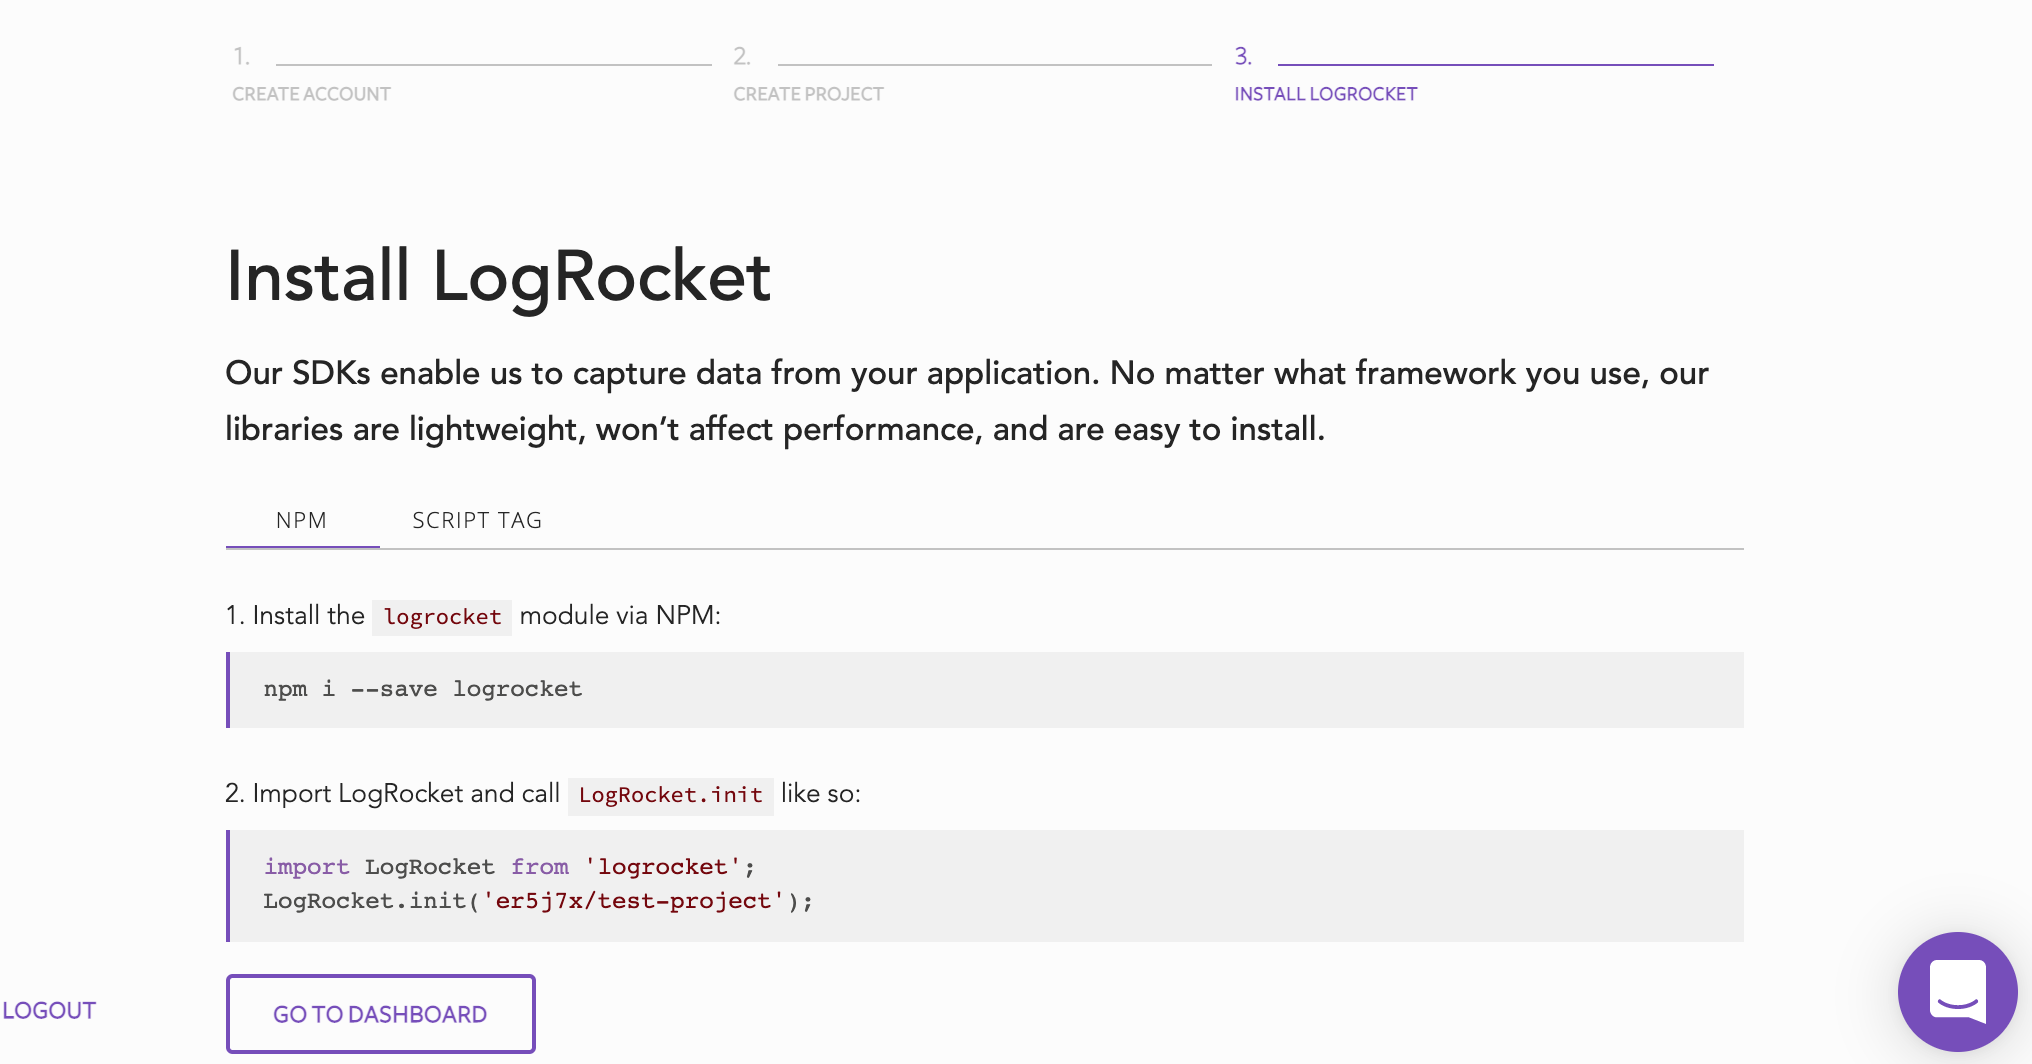 1.
CREATE ACCOUNT
2.
CREATE PROJECT
3.
INSTALL LOGROCKET
Install LogRocket
Our SDKs enable us to capture data from your application. No matter what framework you use, our
libraries are lightweight, won’t affect performance, and are easy to install.
NPM
SCRIPT TAG
1. Install the logrocket module via NPM:
npm i --save logrocket
2. Import LogRocket and call LogRocket.init like so:
import LogRocket from 'logrocket';
LogRocket.init('er5j7x/test-project');
LOGOUT
GO TO DASHBOARD